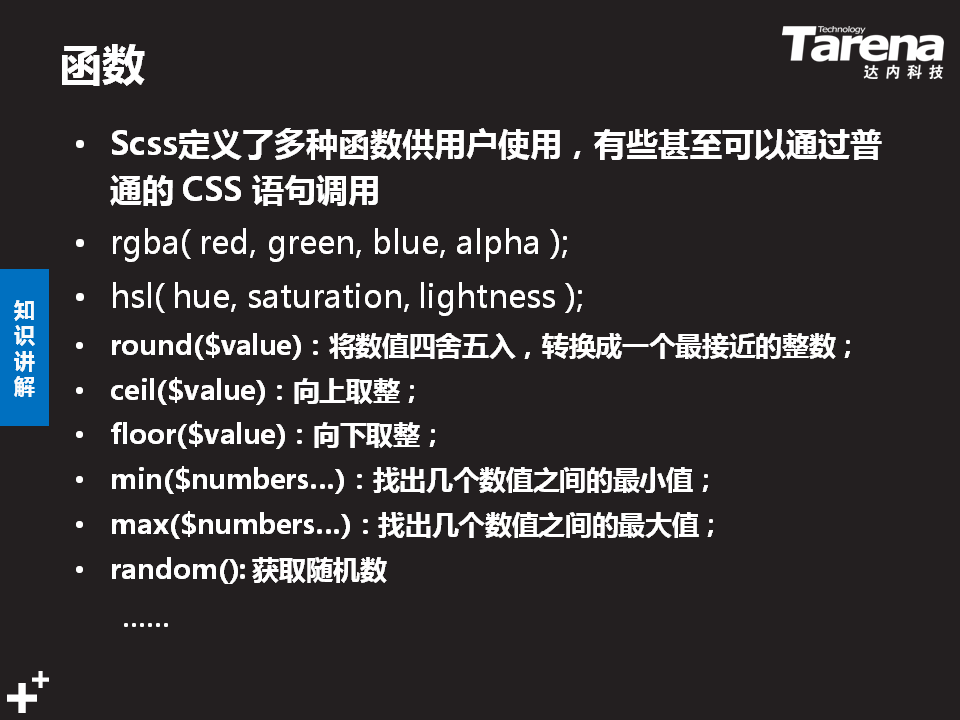 函数
Technology
Tarena
达内科技
Scss定义了多种函数供用户使用，有些甚至可以通过普
通的 CSS 语句调用
rgba( red, green, blue, alpha );
hsl( hue, saturation, lightness );
round($value)：将数值四舍五入，转换成一个最接近的整数；
ceil($value)：向上取整；
floor($value)：向下取整；
min($numbers…)：找出几个数值之间的最小值；
max($numbers…)：找出几个数值之间的最大值；
random(): 获取随机数
……
知
识
讲
解